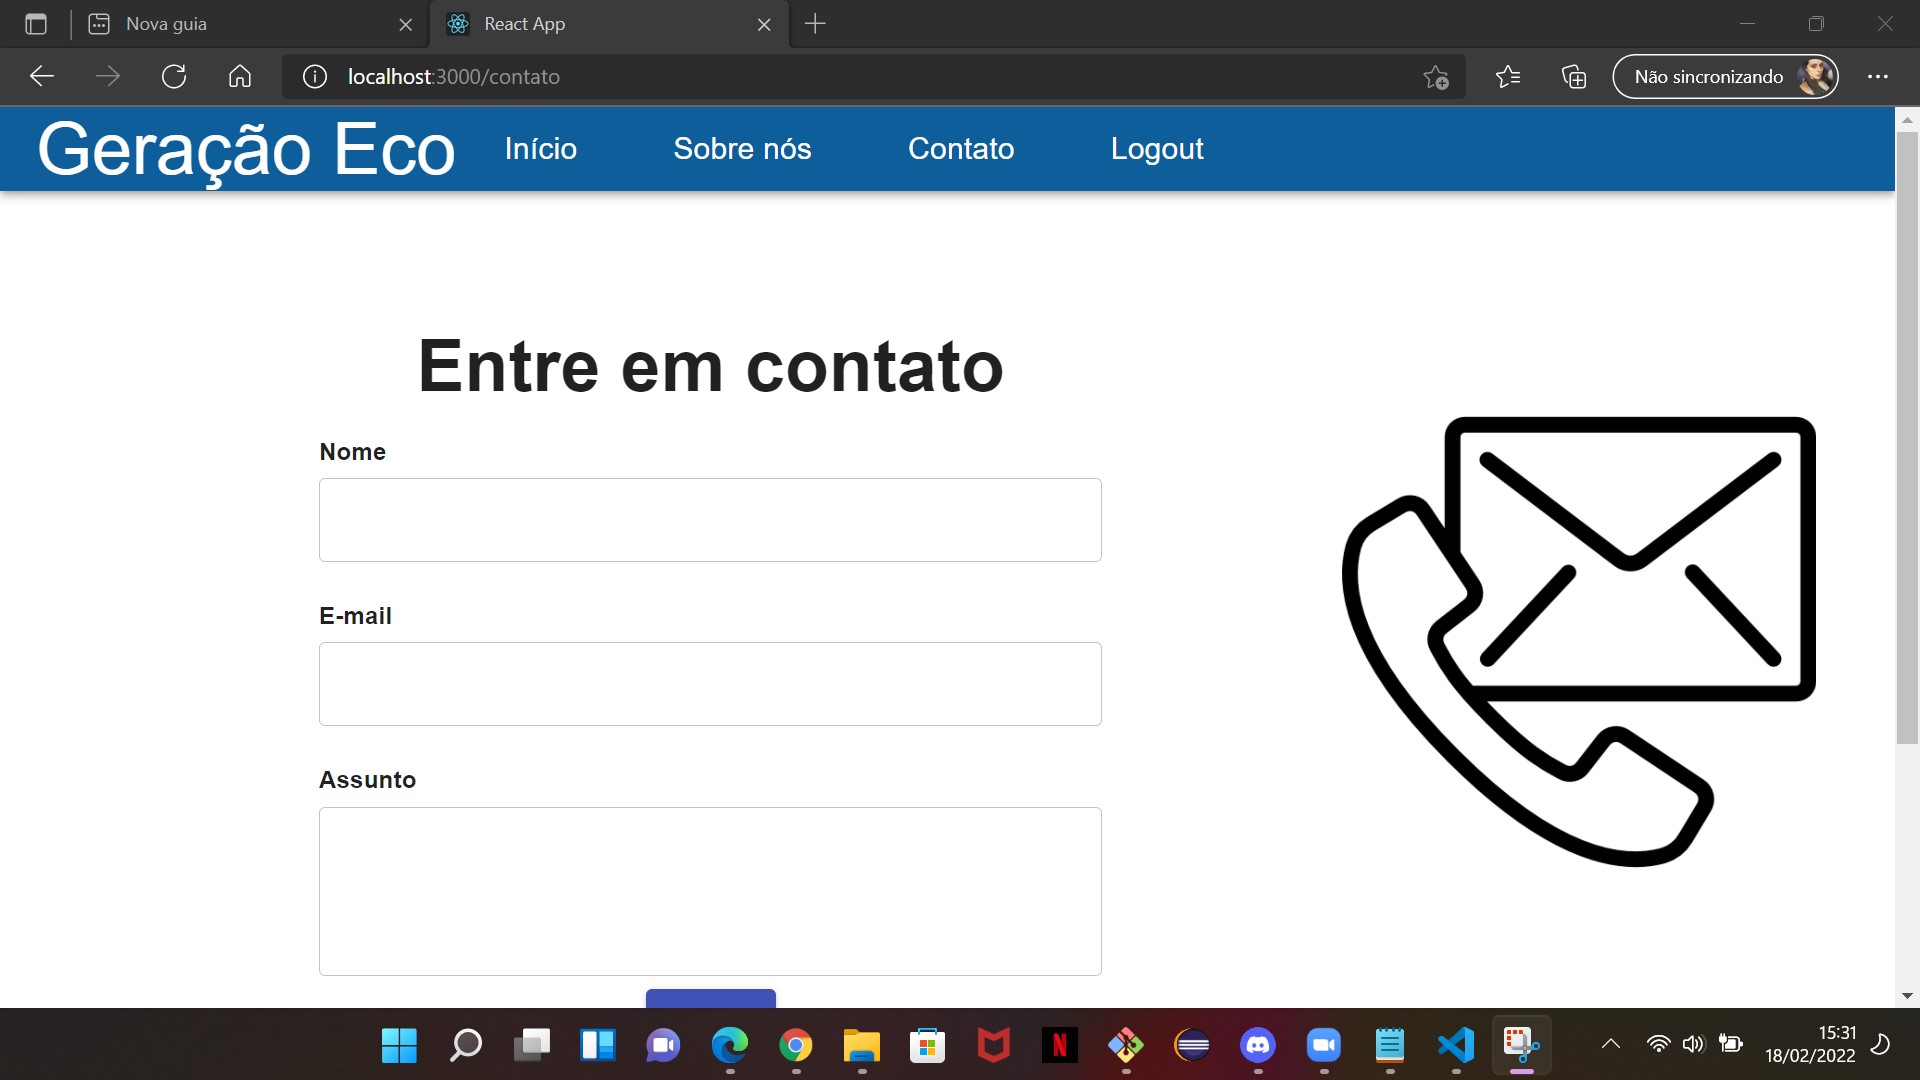 Nova guia
React App
localhost:3000/contato
Não sincronizando
Geração Eco
Início
Sobre nós
Contato
Logout
Entre em contato
Nome
E-mail
Assunto
15:31
18/02/2022